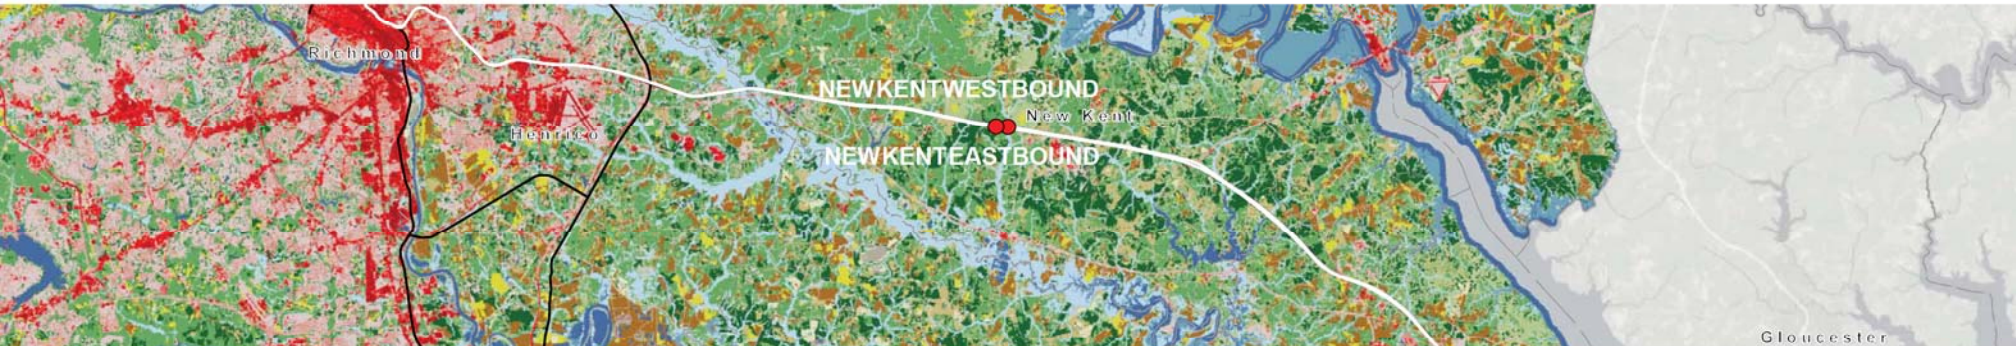 Richmond
NEWKENTWESTBOUND
New Kent
Henrico
NEWKENTEASTBOUND
Gloucester